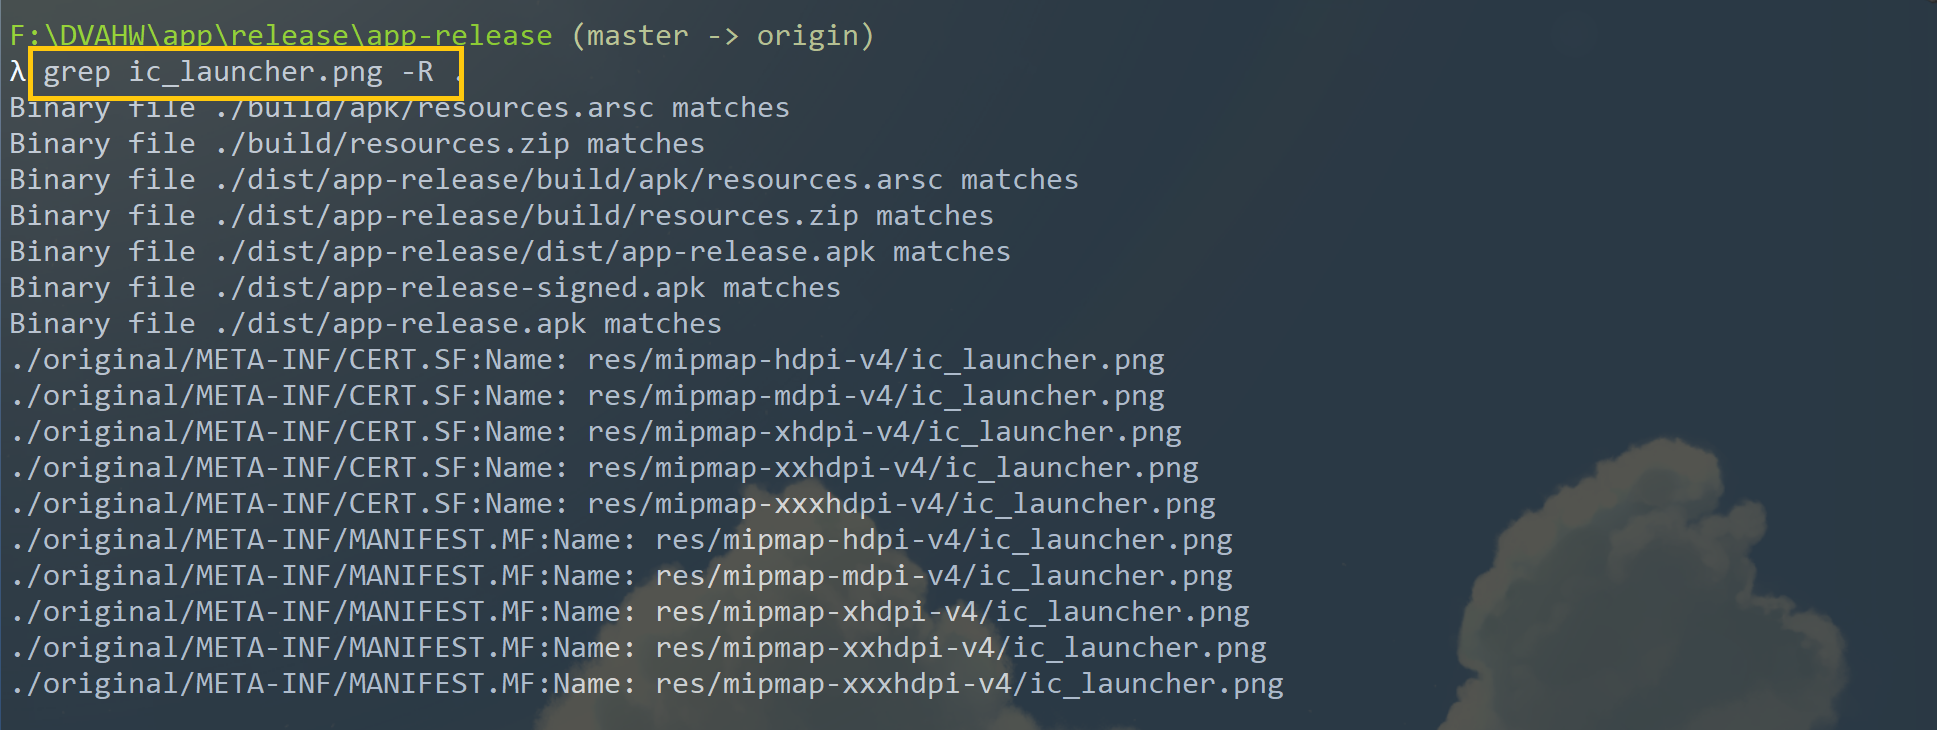 F:\DVAHW\app\release\app-release (master -> origin)
λ grep ic_launcher.png -R .
Binary file ./build/apk/resources.arsc matches
Binary file ./build/resources.zip matches
Binary file ./dist/app-release/build/apk/resources.arsc matches
Binary file ./dist/app-release/build/resources.zip matches
Binary file ./dist/app-release/dist/app-release.apk matches
Binary file ./dist/app-release-signed.apk matches
Binary file ./dist/app-release.apk matches
./original/META-INF/CERT.SF:Name: res/mipmap-hdpi-v4/ic_launcher.png
./original/META-INF/CERT.SF:Name: res/mipmap-mdpi-v4/ic_launcher.png
./original/META-INF/CERT.SF:Name: res/mipmap-xhdpi-v4/ic_launcher.png
./original/META-INF/CERT.SF:Name: res/mipmap-xxhdpi-v4/ic_launcher.png
./original/META-INF/CERT.SF:Name: res/mipmap-xxxhdpi-v4/ic_launcher.png
./original/META-INF/MANIFEST.MF:Name: res/mipmap-hdpi-v4/ic_launcher.png
./original/META-INF/MANIFEST.MF:Name: res/mipmap-mdpi-v4/ic_launcher.png
./original/META-INF/MANIFEST.MF:Name: res/mipmap-xhdpi-v4/ic_launcher.png
./original/META-INF/MANIFEST.MF:Name: res/mipmap-xxhdpi-v4/ic_launcher.png
./original/META-INF/MANIFEST.MF:Name: res/mipmap-xxxhdpi-v4/ic_launcher.png